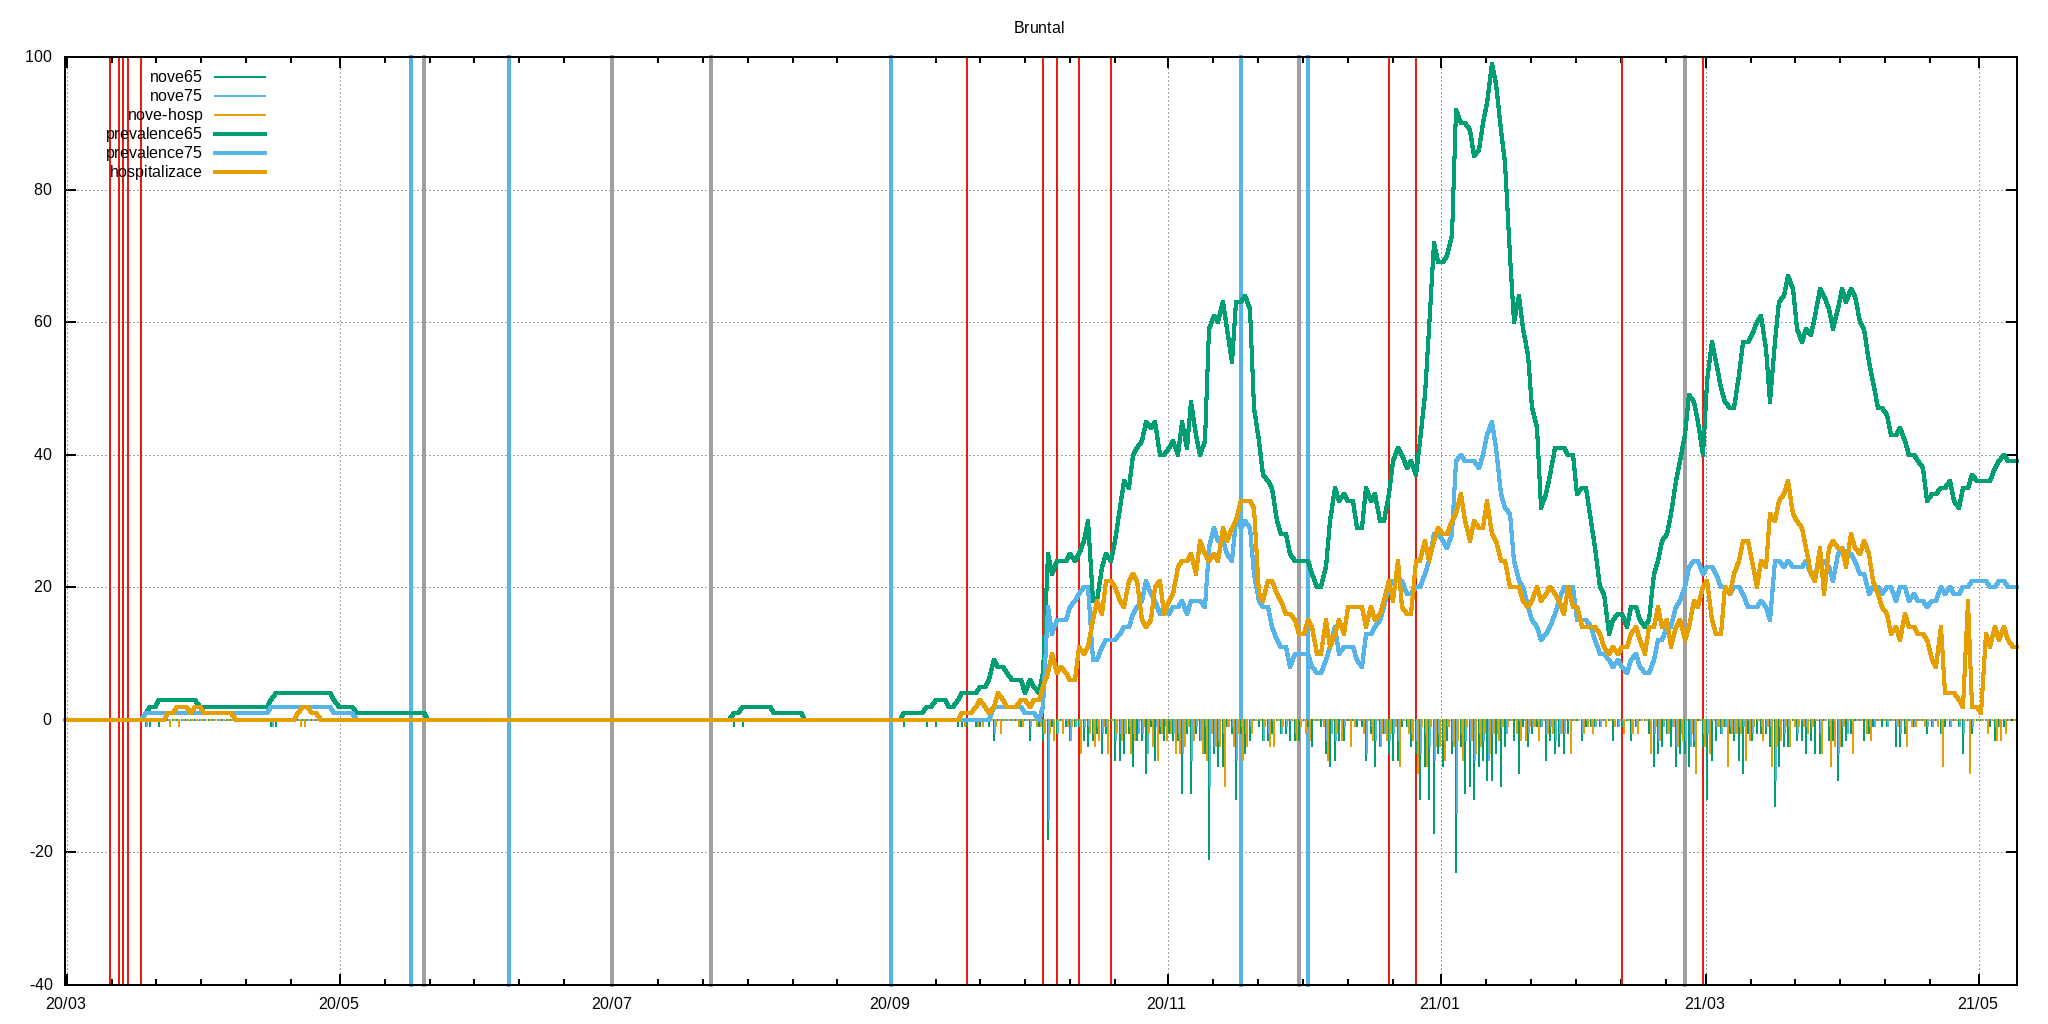 Bruntal
100
80
60
40
20
0
-20
-40
nove65
nove75
nove-hosp
prevalence65
prevalence75
hospitalizace
20/03 20/05 20/07 20/09 20/11 21/01 21/03 21/05